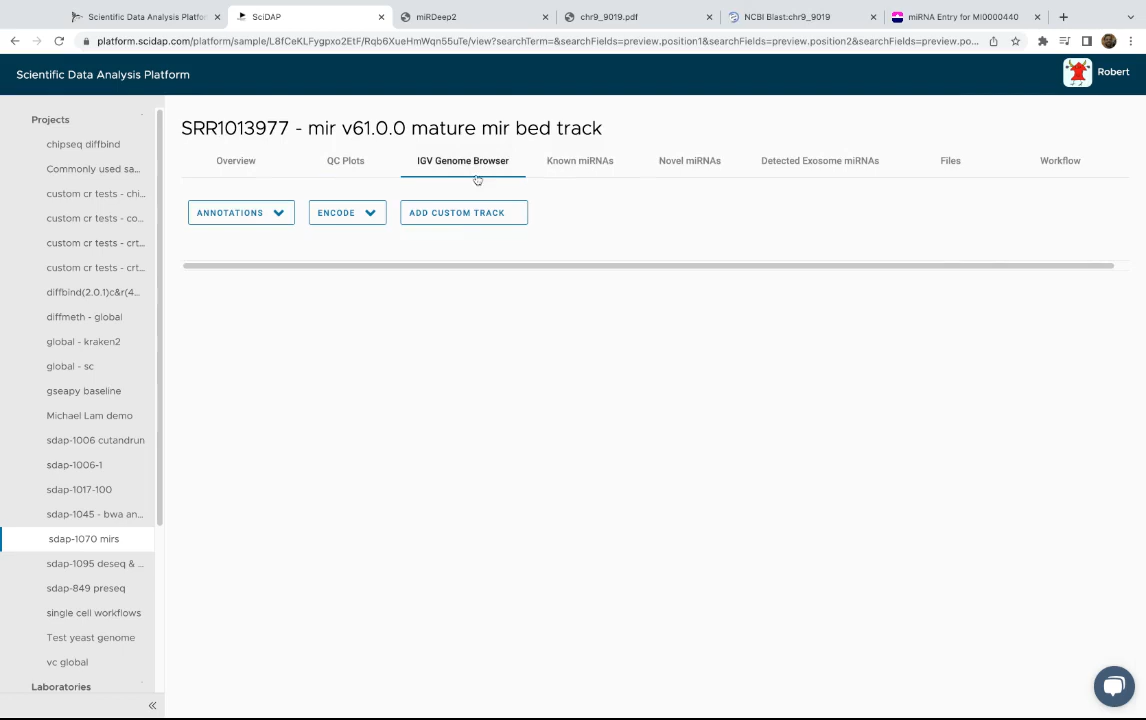 Scientific Data Analysis Platfor
SciDAP
miRDeep2
chr9_9019.pdf
NCBI Blast:chr9_9019
miRNA Entry for MI0000440
platform.scidap.com/platform/sample/L8fCeKLFygpxo2EtF/Rqb6XueHmWqn55uTe/view?searchTerm=&searchFields=preview.position1&searchFields=preview.position2&searchFields=preview.po...
Scientific Data Analysis Platform
Robert
Projects
chipseq diffbind
Commonly used sa...
custom cr tests - chi...
custom cr tests - co...
custom cr tests - crt...
custom cr tests - crt...
diffbind(2.0.1)c&r(4...
diffmeth - global
global - kraken2
global - sc
gseapy baseline
Michael Lam demo
sdap-1006 cutandrun
sdap-1006-1
sdap-1017-100
sdap-1045 - bwa an...
sdap-1070 mirs
sdap-1095 deseq & ...
sdap-849 preseq
single cell workflows
Test yeast genome
vc global
Laboratories
SRR1013977 - mir v61.0.0 mature mir bed track
Overview
QC Plots
IGV Genome Browser
Known miRNAs
Novel miRNAs
Detected Exosome miRNAs
Files
Workflow
ANNOTATIONS
ENCODE
ADD CUSTOM TRACK